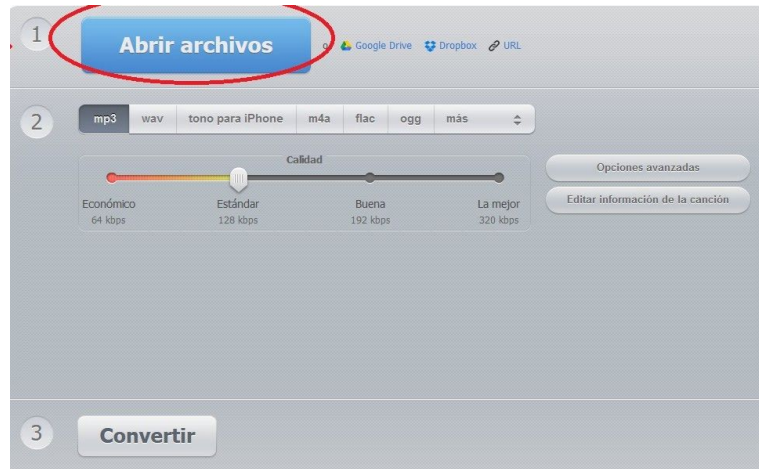 1
Abrir archivos
o Google Drive Dropbox URL
2
mp3 wav tono para iPhone m4a flac ogg más
Calidad
Económico Estándar Buena La mejor
64 kbps 128 kbps 192 kbps 320 kbps
Opciones avanzadas
Editar información de la canción
3
Convertir